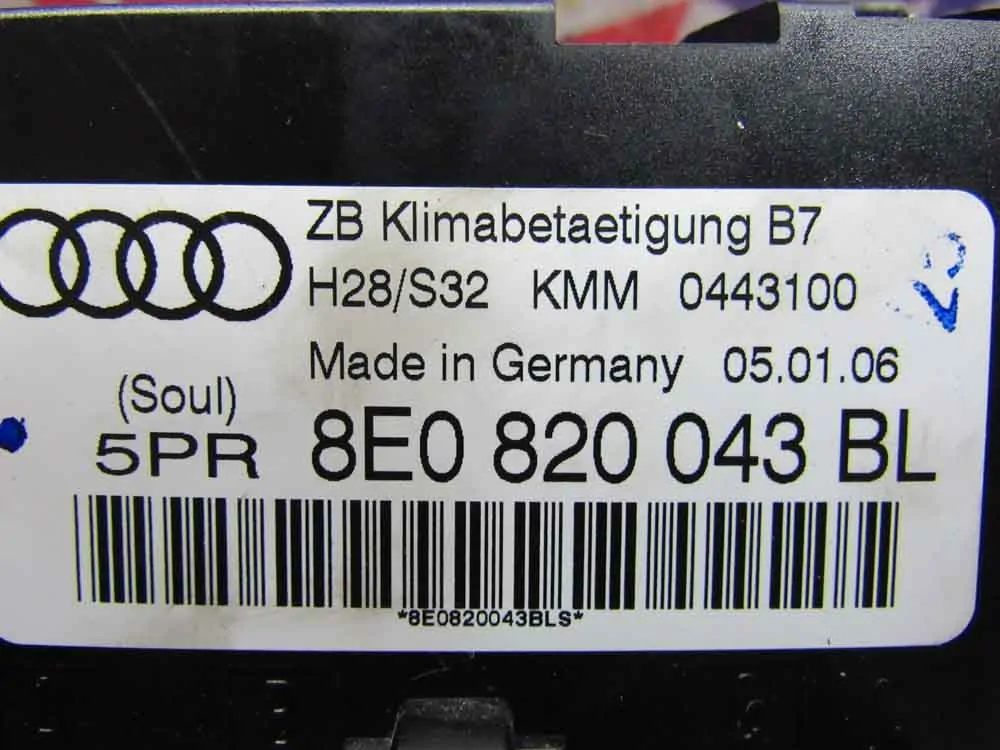 ZB Klimabetaetigung B7
H28/S32 KMM 0443100
Made in Germany 05.01.06
(Soul)
5PR 8E0 820 043 BL
*8E0820043BLS*